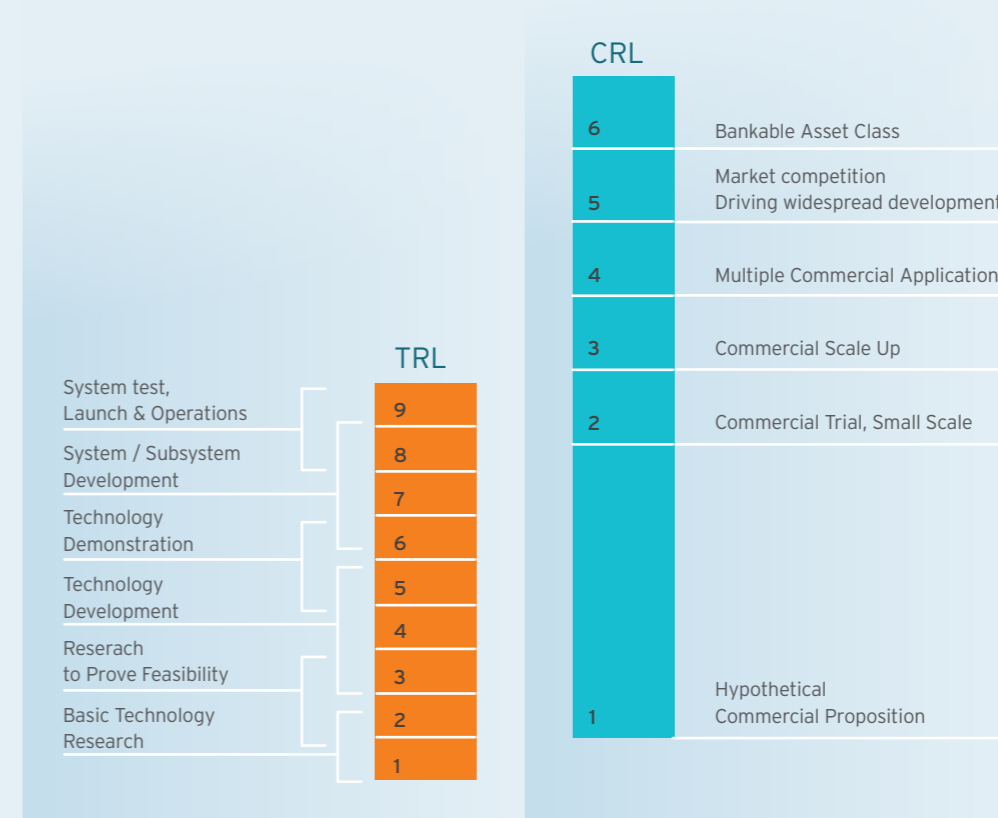 TRL
System test,
Launch & Operations
System / Subsystem
Development
Technology
Demonstration
Technology
Development
Reserach
to Prove Feasibility
Basic Technology
Research
9
8
7
6
5
4
3
2
1
CRL
6
Bankable Asset Class
5
Market competition
Driving widespread development
4
Multiple Commercial Application
3
Commercial Scale Up
2
Commercial Trial, Small Scale
1
Hypothetical
Commercial Proposition